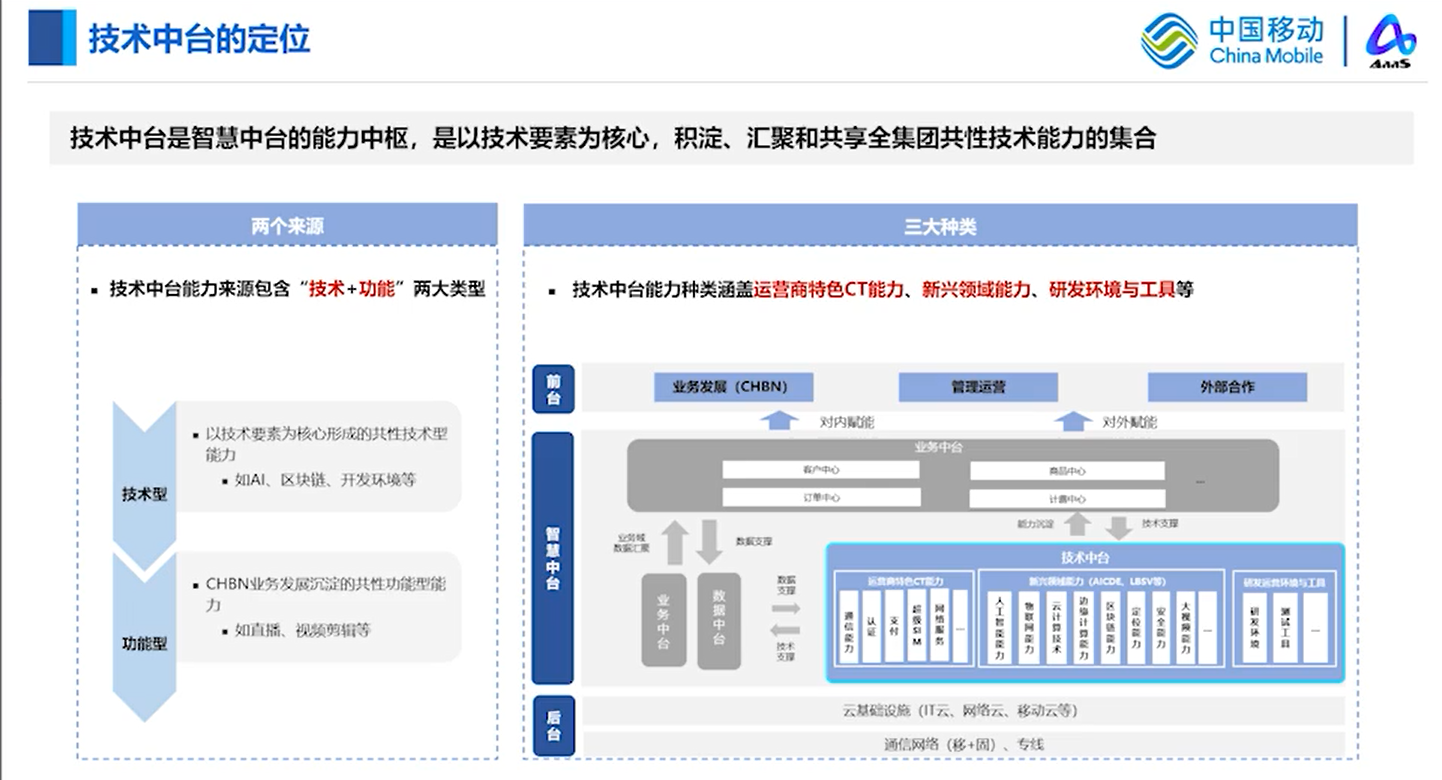 技术中台的定位
中国移动
China Mobile
AaaS
技术中台是智慧中台的能力中枢，是以技术要素为核心，积淀、汇聚和共享全集团共性技术能力的集合
两个来源
▪ 技术中台能力来源包含“技术+功能”两大类型
技术型
▪ 以技术要素为核心形成的共性技术型
能力
▪ 如AI、区块链、开发环境等
功能型
▪ CHBN业务发展沉淀的共性功能型能
力
▪ 如直播、视频剪辑等
三大种类
▪ 技术中台能力种类涵盖运营商特色CT能力、新兴领域能力、研发环境与工具等
前台
业务发展（CHBN）
管理运营
外部合作
对内赋能
对外赋能
智慧中台
业务中台
客户中心
商品中心
订单中心
计费中心
...
业务域
数据汇聚
数据支撑
能力沉淀
技术支撑
业务中台
数据中台
数据
支撑
技术
支撑
技术中台
运营商特色CT能力
通信能力
认证
支付
超级SIM
网络服务
...
新兴领域能力（AICDE、LBSV等）
人工智能能力
物联网能力
云计算技术
边缘计算能力
区块链能力
定位能力
安全能力
大视频能力
...
研发运营环境与工具
研发环境
测试工具
...
后台
云基础设施（IT云、网络云、移动云等）
通信网络（移+固）、专线